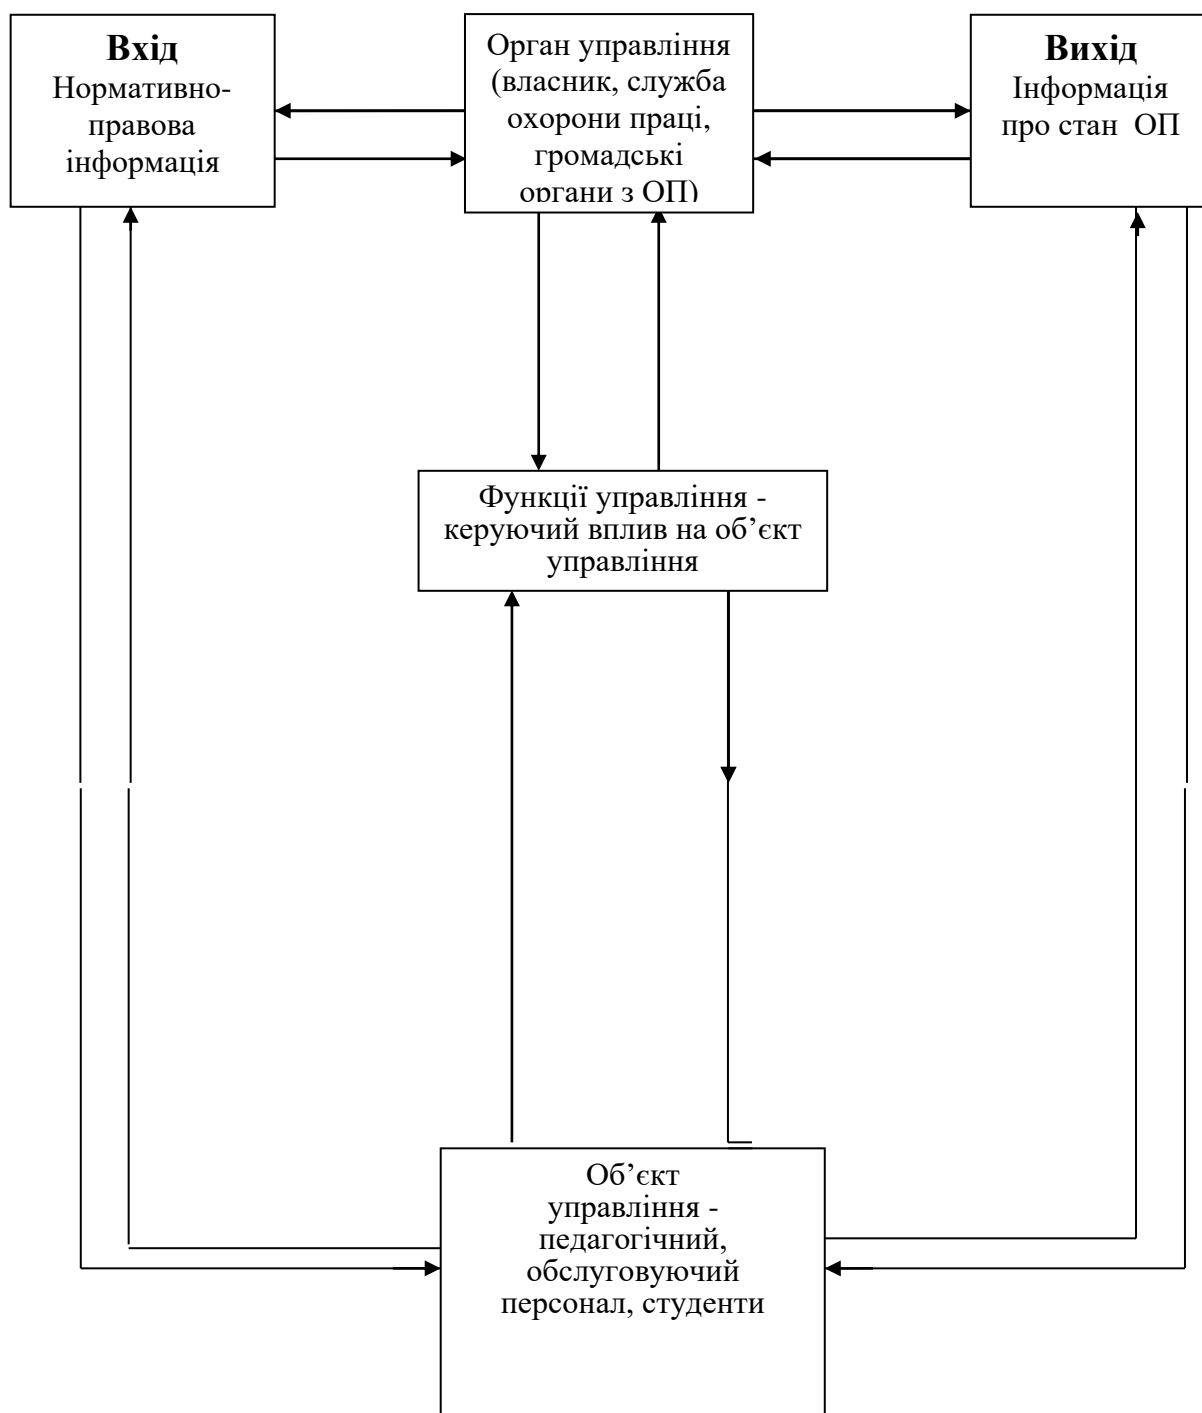 Вхід
Нормативно-
правова
інформація
Орган управління
(власник, служба
охорони праці,
громадські
органи з ОП)
Вихід
Інформація
про стан ОП
Функції управління -
керуючий вплив на об’єкт
управління
Об’єкт
управління -
педагогічний,
обслуговуючий
персонал, студенти